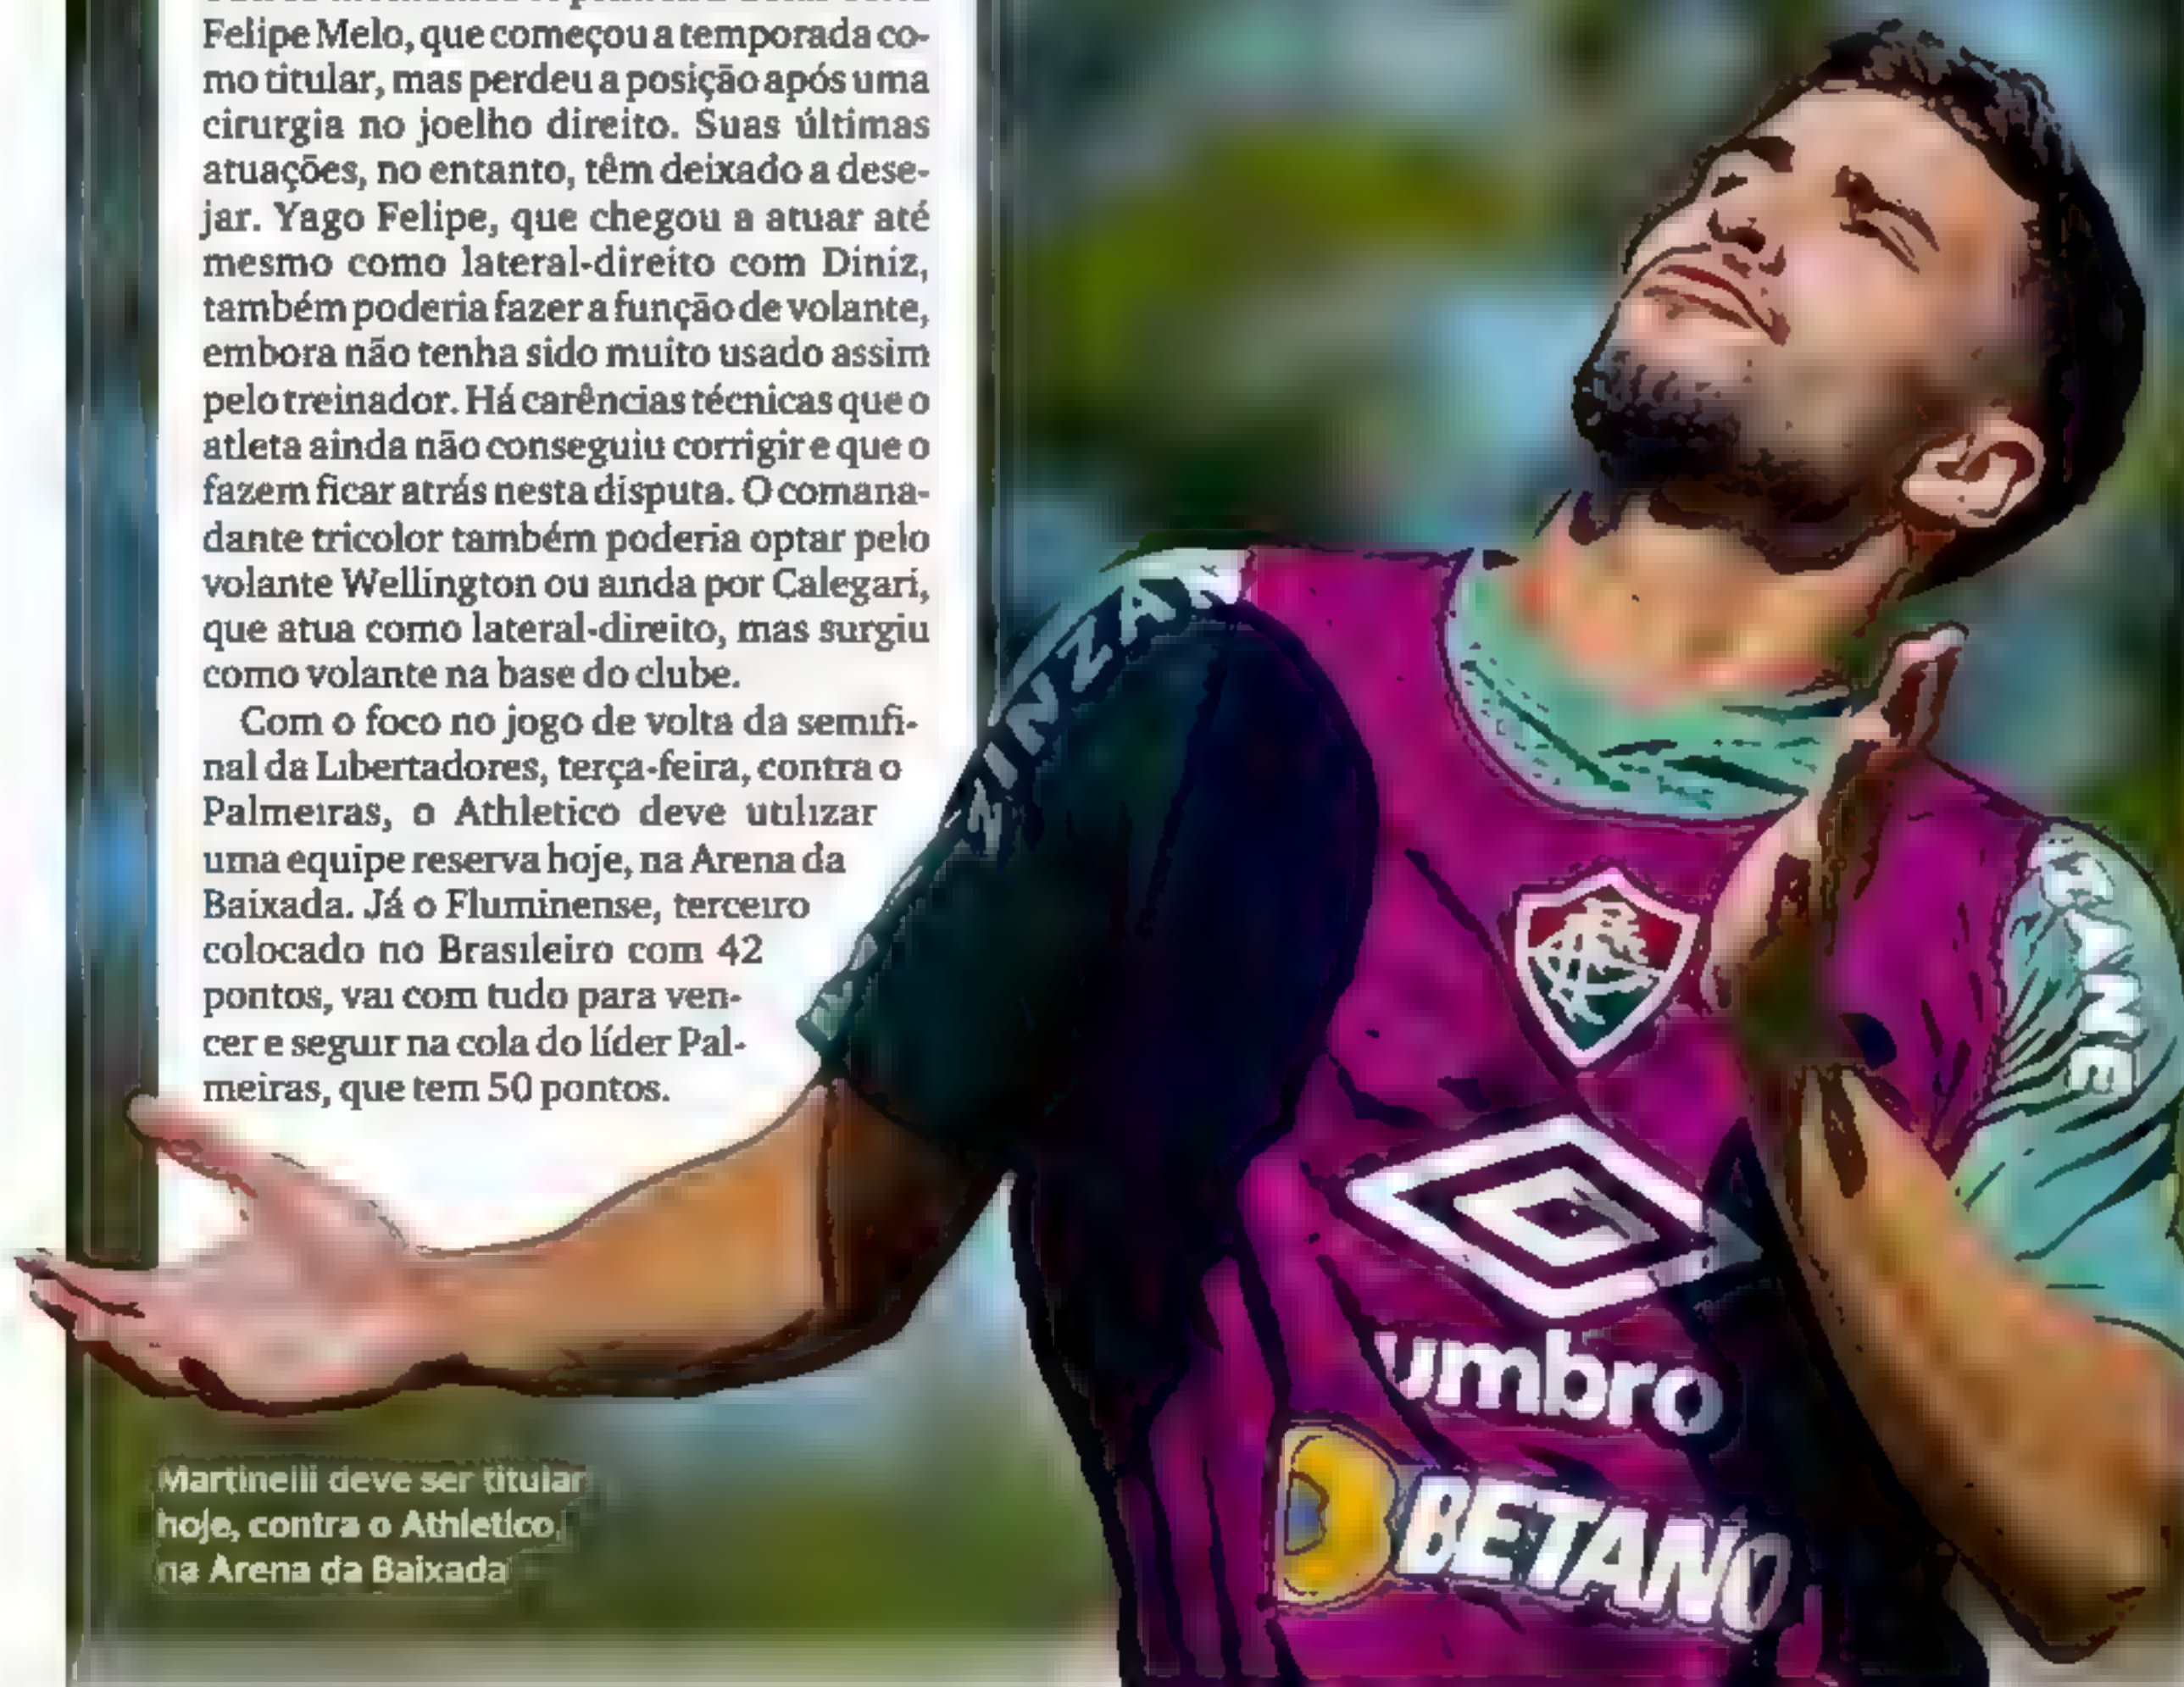 Felipe Melo, que começou a temporada co-
mo titular, mas perdeu a posição após uma
cirurgia no joelho direito. Suas últimas
atuações, no entanto, têm deixado a dese-
jar. Yago Felipe, que chegou a atuar até
mesmo como lateral-direito com Diniz,
também poderia fazer a função de volante,
embora não tenha sido muito usado assim
pelo treinador. Há carências técnicas que o
atleta ainda não conseguiu corrigir e que o
fazem ficar atrás nesta disputa. O comana-
dante tricolor também poderia optar pelo
volante Wellington ou ainda por Calegari,
que atua como lateral-direito, mas surgiu
como volante na base do clube.
Com o foco no jogo de volta da semifi-
nal da Libertadores, terça-feira, contra o
Palmeiras, o Athletico deve utilizar
uma equipe reserva hoje, na Arena da
Baixada. Já o Fluminense, terceiro
colocado no Brasileiro com 42
pontos, vai com tudo para ven-
cer e seguir na cola do líder Pal-
meiras, que tem 50 pontos.
umbro
BETANO
Martinelli deve ser titular
hoje, contra o Athletico,
na Arena da Baixada